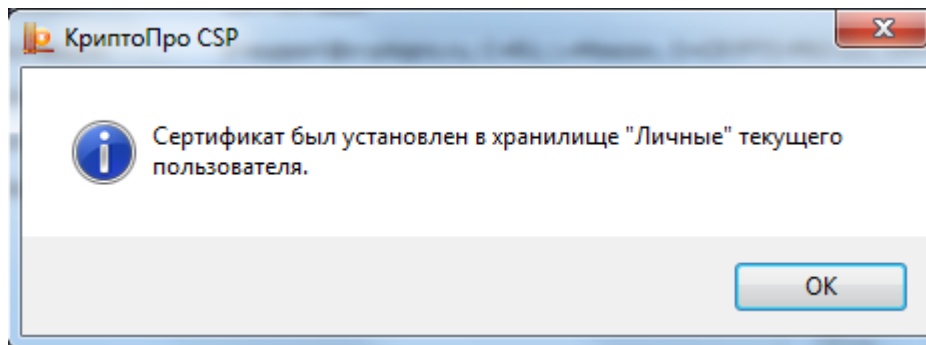 КриптоПро CSP
Сертификат был установлен в хранилище "Личные" текущего
пользователя.
OK